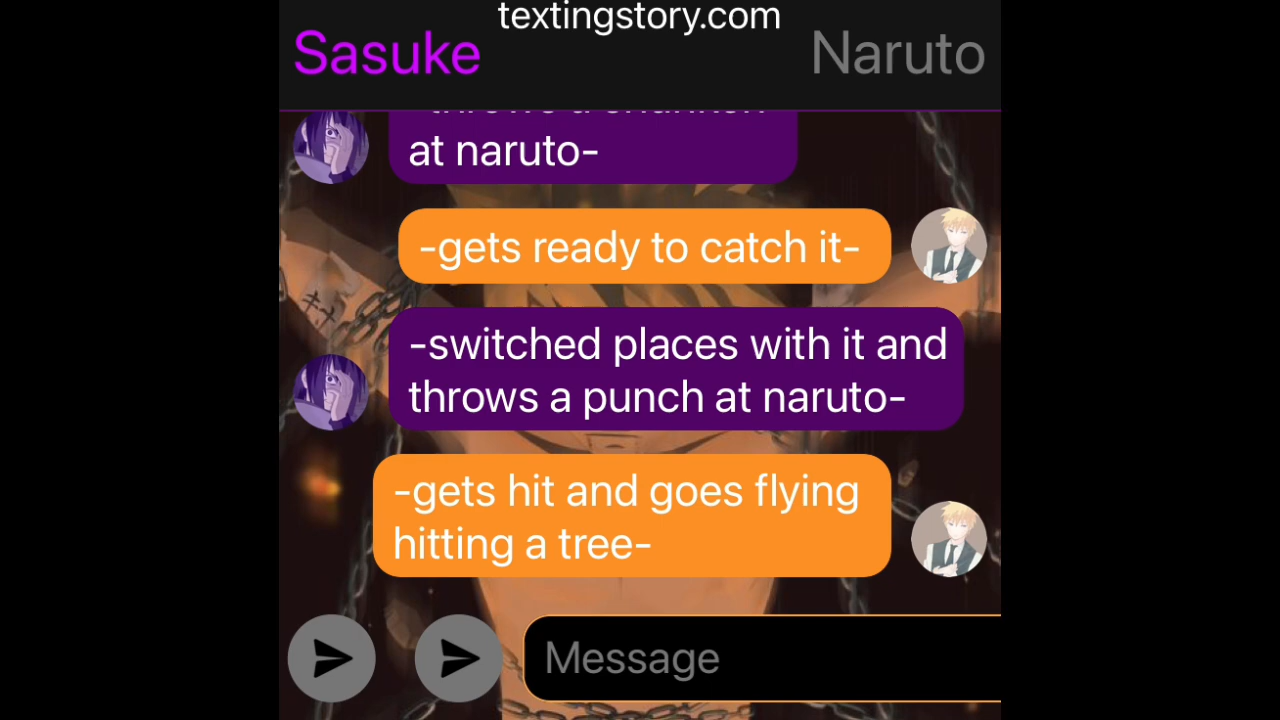 textingstory.com
Sasuke
Naruto
at naruto-
-gets ready to catch it-
-switched places with it and
throws a punch at naruto-
-gets hit and goes flying
hitting a tree-
Message